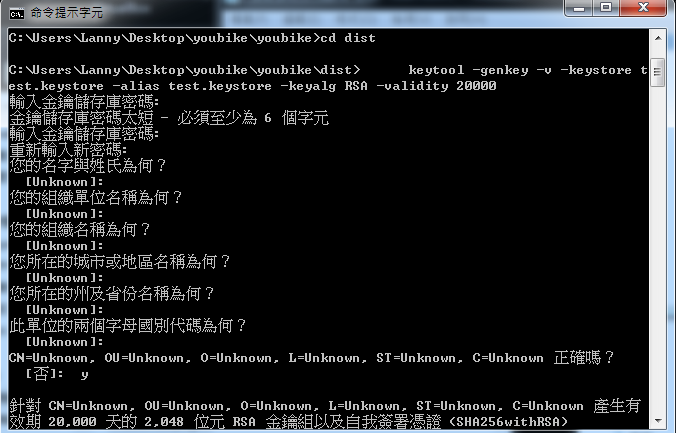 命令提示字元
C:\Users\Lanny\Desktop\youbike\youbike>cd dist
C:\Users\Lanny\Desktop\youbike\youbike\dist> keytool -genkey -v -keystore t
est.keystore -alias test.keystore -keyalg RSA -validity 20000
輸入金鑰儲存庫密碼:
金鑰儲存庫密碼太短 - 必須至少為 6 個字元
輸入金鑰儲存庫密碼:
重新輸入新密碼:
您的名字與姓氏為何？
[Unknown]:
您的組織單位名稱為何？
[Unknown]:
您的組織名稱為何？
[Unknown]:
您所在的城市或地區名稱為何？
[Unknown]:
您所在的州及省份名稱為何？
[Unknown]:
此單位的兩個字母國別代碼為何？
[Unknown]:
CN=Unknown, OU=Unknown, O=Unknown, L=Unknown, ST=Unknown, C=Unknown 正確嗎？
[否]: y
針對 CN=Unknown, OU=Unknown, O=Unknown, L=Unknown, ST=Unknown, C=Unknown 產生有
效期 20,000 天的 2,048 位元 RSA 金鑰組以及自我簽署憑證 (SHA256withRSA)